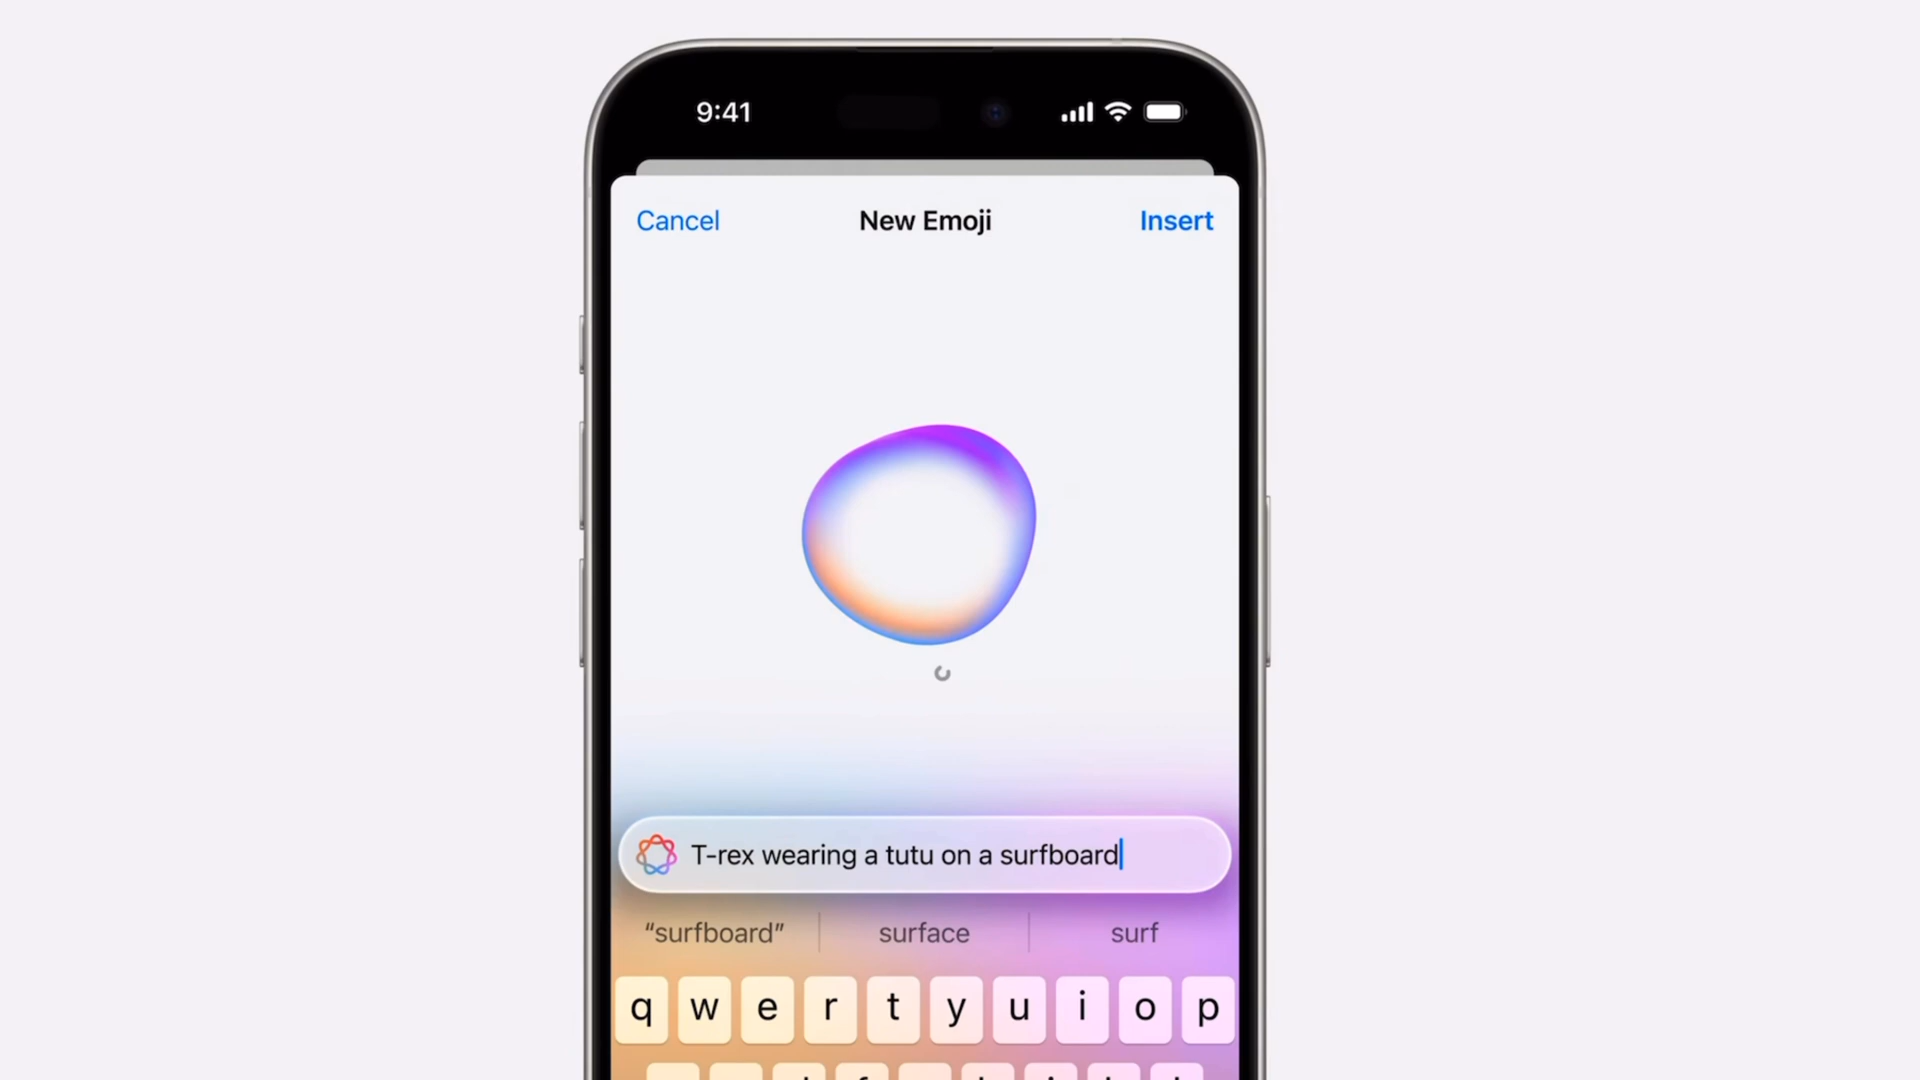 9:41
Cancel New Emoji Insert
T-rex wearing a tutu on a surfboard
“surfboard” surface surf
q w e r t y u i o p